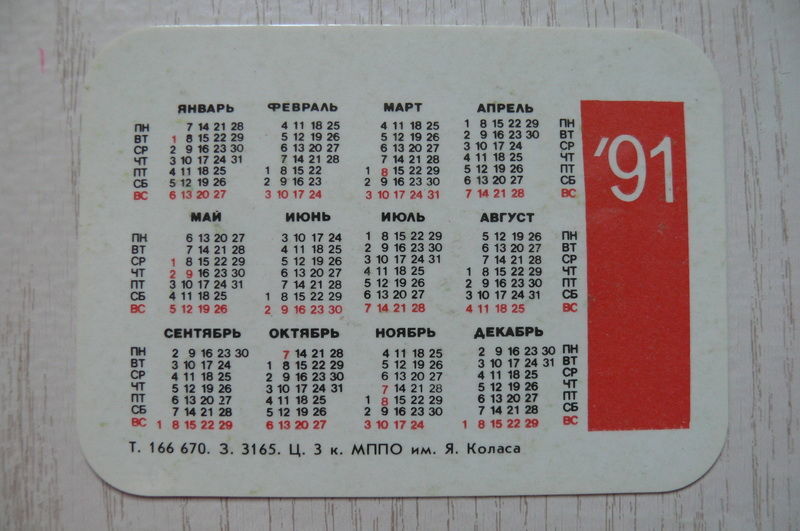 ЯНВАРЬ ФЕВРАЛЬ МАРТ АПРЕЛЬ
ПН 7 14 21 28 4 11 18 25 4 11 18 25 1 8 15 22 29 ПН
ВТ 1 8 15 22 29 5 12 19 26 5 12 19 26 2 9 16 23 30 ВТ
СР 2 9 16 23 30 6 13 20 27 6 13 20 27 3 10 17 24 СР
ЧТ 3 10 17 24 31 7 14 21 28 7 14 21 28 4 11 18 25 ЧТ
ПТ 4 11 18 25 1 8 15 22 1 8 15 22 29 5 12 19 26 ПТ
СБ 5 12 19 26 2 9 16 23 2 9 16 23 30 6 13 20 27 СБ
ВС 6 13 20 27 3 10 17 24 3 10 17 24 31 7 14 21 28 ВС
'91
МАЙ ИЮНЬ ИЮЛЬ АВГУСТ
ПН 6 13 20 27 3 10 17 24 1 8 15 22 29 5 12 19 26 ПН
ВТ 7 14 21 28 4 11 18 25 2 9 16 23 30 6 13 20 27 ВТ
СР 1 8 15 22 29 5 12 19 26 3 10 17 24 31 7 14 21 28 СР
ЧТ 2 9 16 23 30 6 13 20 27 4 11 18 25 1 8 15 22 29 ЧТ
ПТ 3 10 17 24 31 7 14 21 28 5 12 19 26 2 9 16 23 30 ПТ
СБ 4 11 18 25 1 8 15 22 29 6 13 20 27 3 10 17 24 31 СБ
ВС 5 12 19 26 2 9 16 23 30 7 14 21 28 4 11 18 25 ВС
СЕНТЯБРЬ ОКТЯБРЬ НОЯБРЬ ДЕКАБРЬ
ПН 2 9 16 23 30 7 14 21 28 4 11 18 25 2 9 16 23 30 ПН
ВТ 3 10 17 24 1 8 15 22 29 5 12 19 26 3 10 17 24 31 ВТ
СР 4 11 18 25 2 9 16 23 30 6 13 20 27 4 11 18 25 СР
ЧТ 5 12 19 26 3 10 17 24 31 7 14 21 28 5 12 19 26 ЧТ
ПТ 6 13 20 27 4 11 18 25 1 8 15 22 29 6 13 20 27 ПТ
СБ 7 14 21 28 5 12 19 26 2 9 16 23 30 7 14 21 28 СБ
ВС 1 8 15 22 29 6 13 20 27 3 10 17 24 1 8 15 22 29 ВС
Т. 166 670. З. 3165. Ц. 3 к. МППО им. Я. Коласа